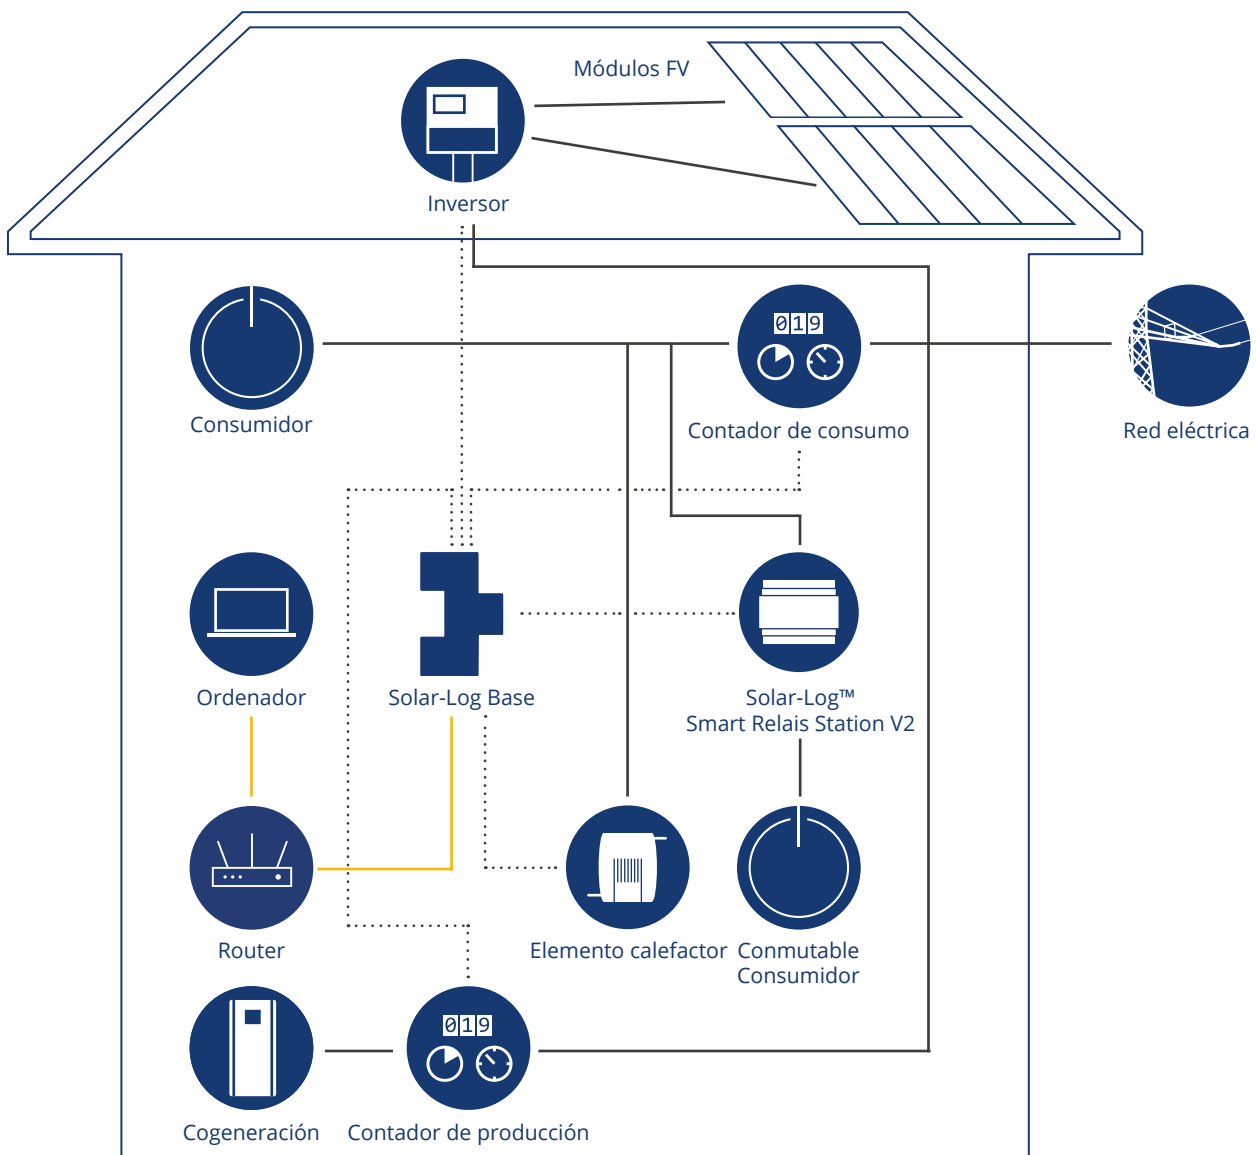 Módulos FV
Inversor
019
Consumidor
Contador de consumo
Red eléctrica
Ordenador
Solar-Log Base
Solar-Log™
Smart Relais Station V2
Router
Elemento calefactor
Conmutable
Consumidor
019
Cogeneración
Contador de producción